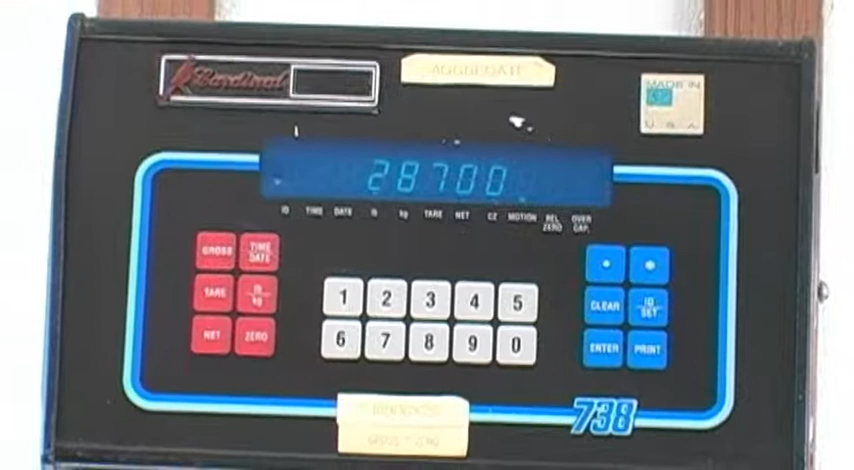 Cardinal
AGGREGATE
MADE IN
U.S.A.
28700
ID TIME DATE lb kg TARE NET CZ MOTION BEL. ZERO OVER CAP.
GROSS TIME DATE
TARE lb kg
NET ZERO
1 2 3 4 5
6 7 8 9 0
• *
CLEAR ID SET
ENTER PRINT
738